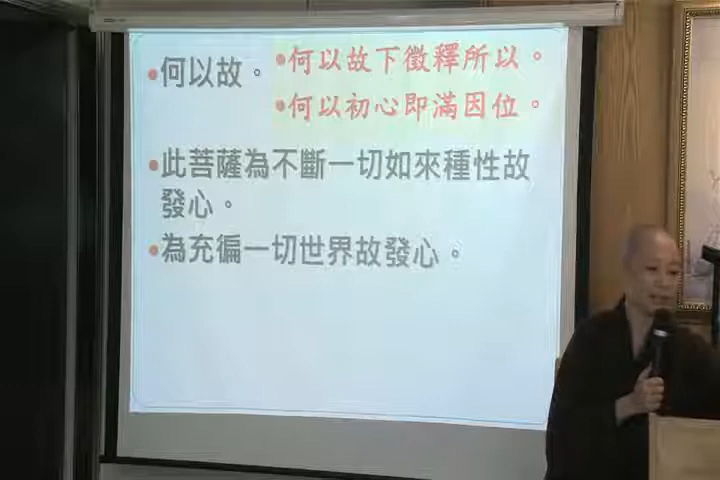 •何以故。
•何以故下徵釋所以。
•何以初心即滿因位。
•此菩薩為不斷一切如來種性故
發心。
•為充徧一切世界故發心。